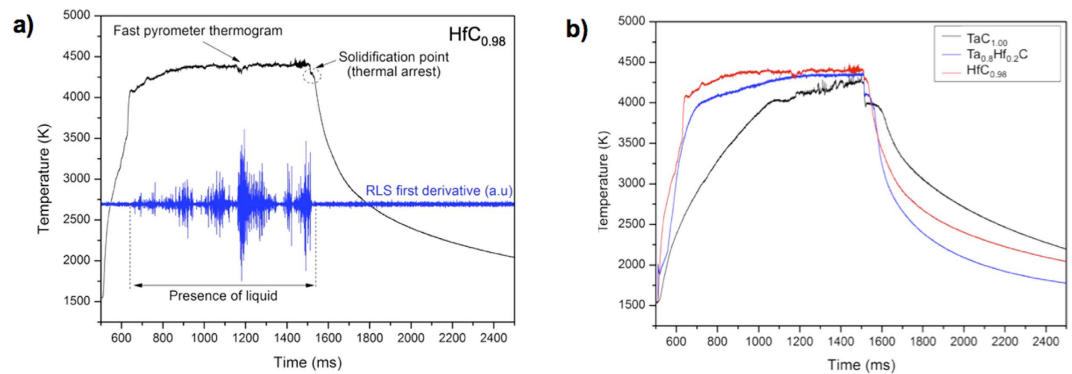 a)
HfC0.98
Fast pyrometer thermogram
Solidification point
(thermal arrest)
RLS first derivative (a.u)
Presence of liquid
Temperature (K)
5000
4500
4000
3500
3000
2500
2000
1500
600 800 1000 1200 1400 1600 1800 2000 2200 2400
Time (ms)
b)
TaC1.00
Ta0.8Hf0.2C
HfC0.98
Temperature (K)
5000
4500
4000
3500
3000
2500
2000
1500
600 800 1000 1200 1400 1600 1800 2000 2200 2400
Time (ms)